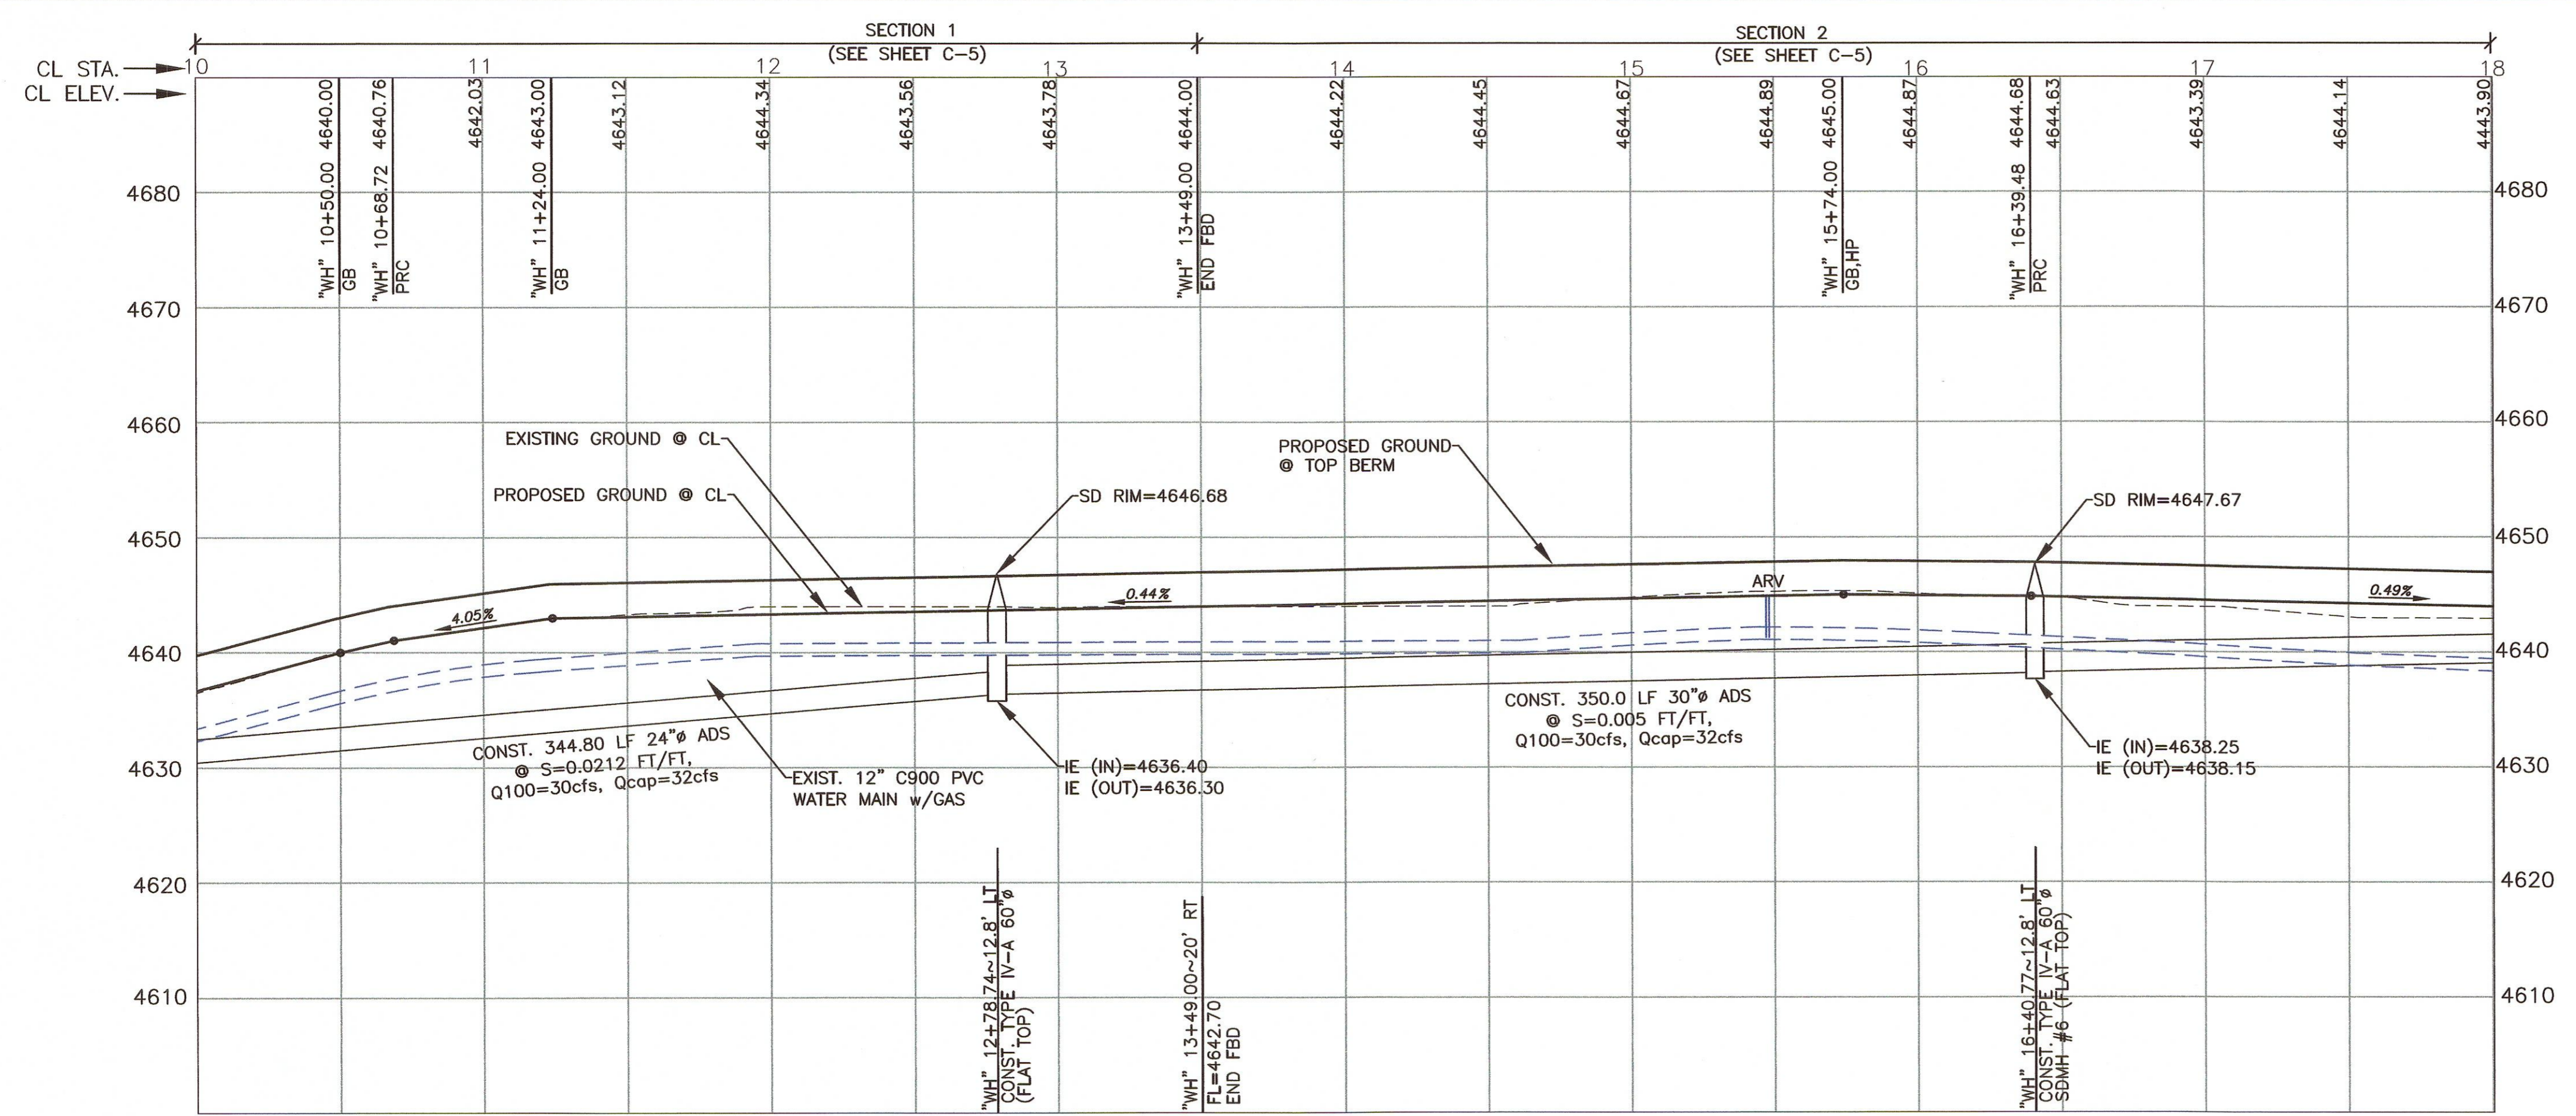 SECTION 1
(SEE SHEET C-5)
SECTION 2
(SEE SHEET C-5)
CL STA.
10 11 12 13 14 15 16 17 18
CL ELEV.
"WH" 10+50.00 4640.00
GB
"WH" 10+68.72 4640.76
PRC
4642.03
"WH" 11+24.00 4643.00
GB
4643.12
4644.34
4643.56
4643.78
"WH" 13+49.00 4644.00
END FBD
4644.22
4644.45
4644.67
4644.89
"WH" 15+74.00 4645.00
GB,HP
4644.87
"WH" 16+39.48 4644.68
PRC
4644.63
4643.39
4644.14
4443.90
4680 4680
4670 4670
4660 4660
EXISTING GROUND @ CL
PROPOSED GROUND
@ TOP BERM
PROPOSED GROUND @ CL
SD RIM=4646.68
SD RIM=4647.67
4650 4650
ARV
4.05%
0.44%
0.49%
4640 4640
CONST. 344.80 LF 24"ø ADS
@ S=0.0212 FT/FT,
Q100=30cfs, Qcap=32cfs
EXIST. 12" C900 PVC
WATER MAIN w/GAS
IE (IN)=4636.40
IE (OUT)=4636.30
CONST. 350.0 LF 30"ø ADS
@ S=0.005 FT/FT,
Q100=30cfs, Qcap=32cfs
IE (IN)=4638.25
IE (OUT)=4638.15
4630 4630
4620 4620
4610 4610
"WH" 12+78.74~12.8' LT
CONST. TYPE IV-A 60"ø
(FLAT TOP)
"WH" 13+49.00~20' RT
FL=4642.70
END FBD
"WH" 16+40.77~12.8' LT
CONST. TYPE IV-A 60"ø
SDMH #6 (FLAT TOP)